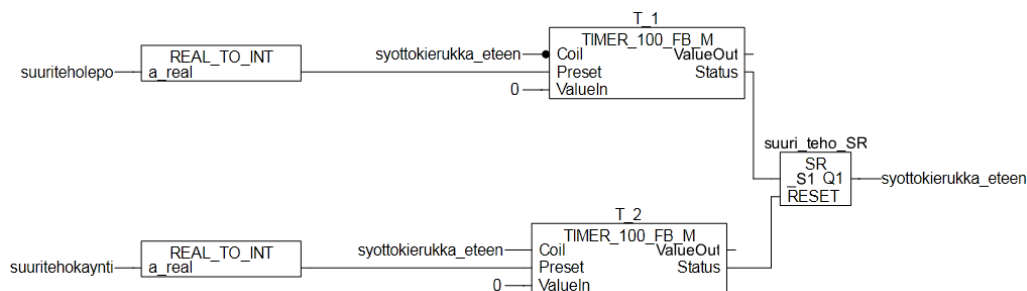 T_1
TIMER_100_FB_M
syottokierukka_eteen Coil ValueOut
REAL_TO_INT
suuriteholepo a_real Preset Status
0 ValueIn
suuri_teho_SR
SR
_S1 Q1 syottokierukka_eteen
RESET
T_2
TIMER_100_FB_M
syottokierukka_eteen Coil ValueOut
REAL_TO_INT
suuritehokaynti a_real Preset Status
0 ValueIn